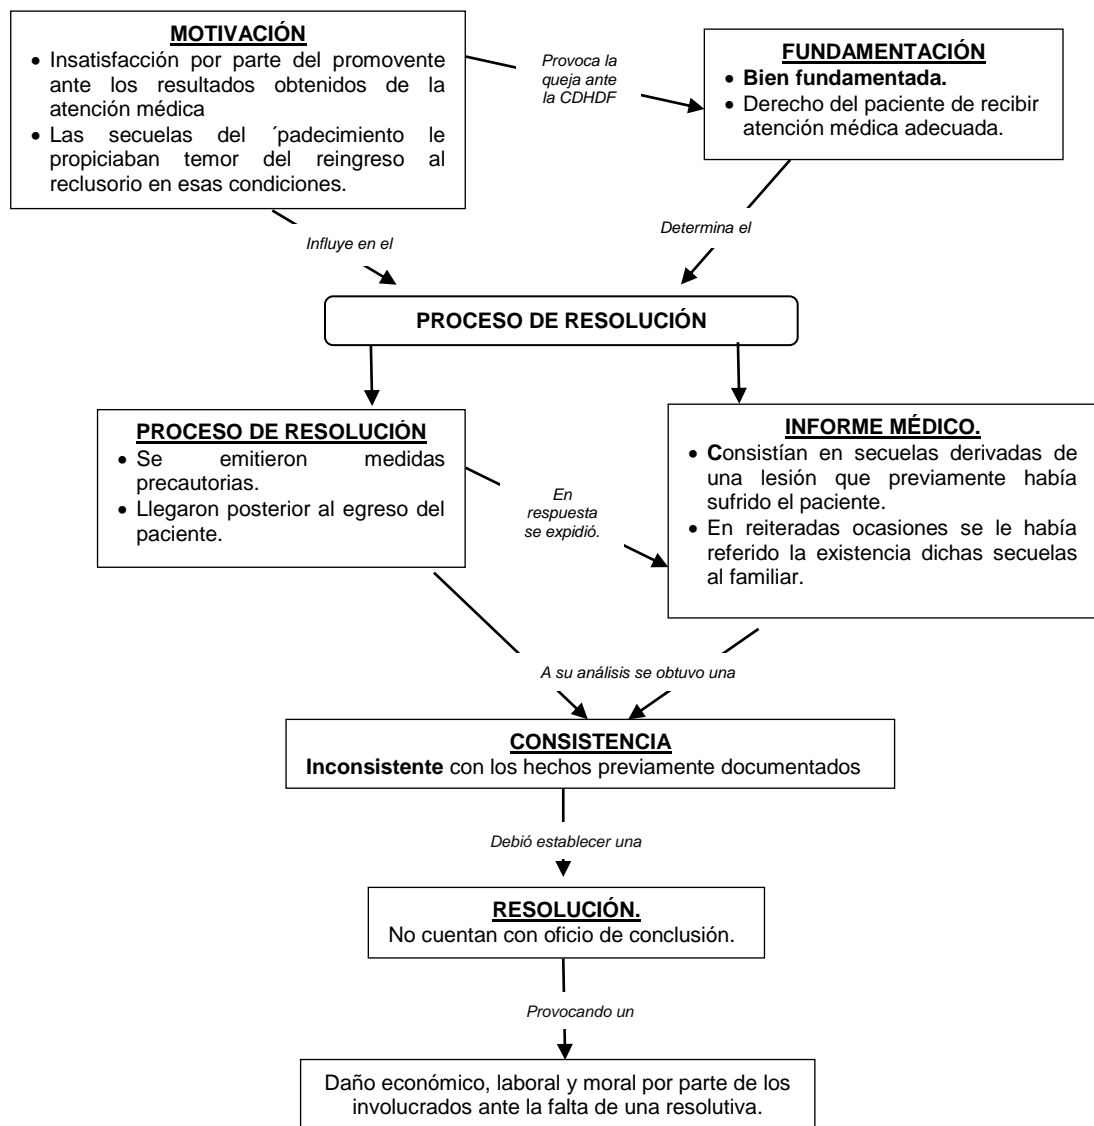 MOTIVACIÓN
• Insatisfacción por parte del promovente
ante los resultados obtenidos de la
atención médica
• Las secuelas del ´padecimiento le
propiciaban temor del reingreso al
reclusorio en esas condiciones.
Provoca la
queja ante
la CDHDF
FUNDAMENTACIÓN
• Bien fundamentada.
• Derecho del paciente de recibir
atención médica adecuada.
Influye en el
Determina el
PROCESO DE RESOLUCIÓN
PROCESO DE RESOLUCIÓN
• Se emitieron medidas
precautorias.
• Llegaron posterior al egreso del
paciente.
En
respuesta
se expidió.
INFORME MÉDICO.
• Consistían en secuelas derivadas de
una lesión que previamente había
sufrido el paciente.
• En reiteradas ocasiones se le había
referido la existencia dichas secuelas
al familiar.
A su análisis se obtuvo una
CONSISTENCIA
Inconsistente con los hechos previamente documentados
Debió establecer una
RESOLUCIÓN.
No cuentan con oficio de conclusión.
Provocando un
Daño económico, laboral y moral por parte de los
involucrados ante la falta de una resolutiva.